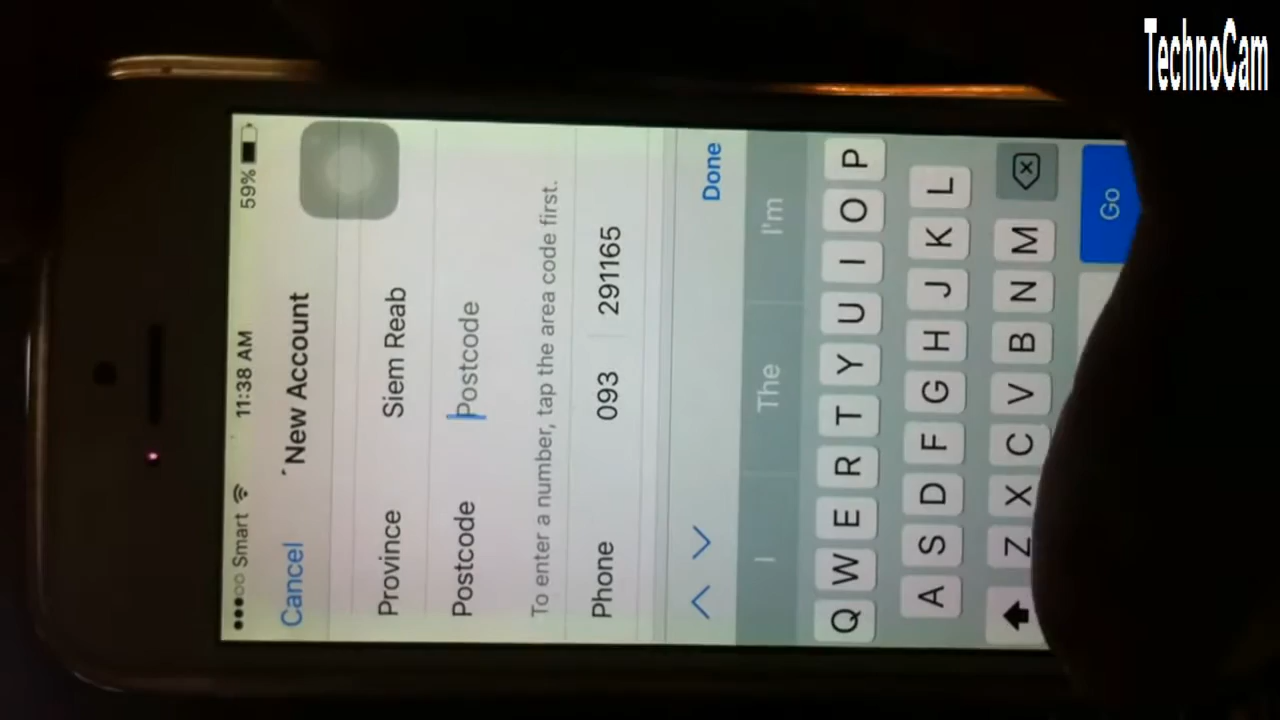 TechnoCam
Smart 11:38 AM 59%
Cancel New Account
Province Siem Reab
Postcode Postcode
To enter a number, tap the area code first.
Phone 093 291165
Done
I The I'm
Q W E R T Y U I O P
A S D F G H J K L
Z X C V B N M
Go